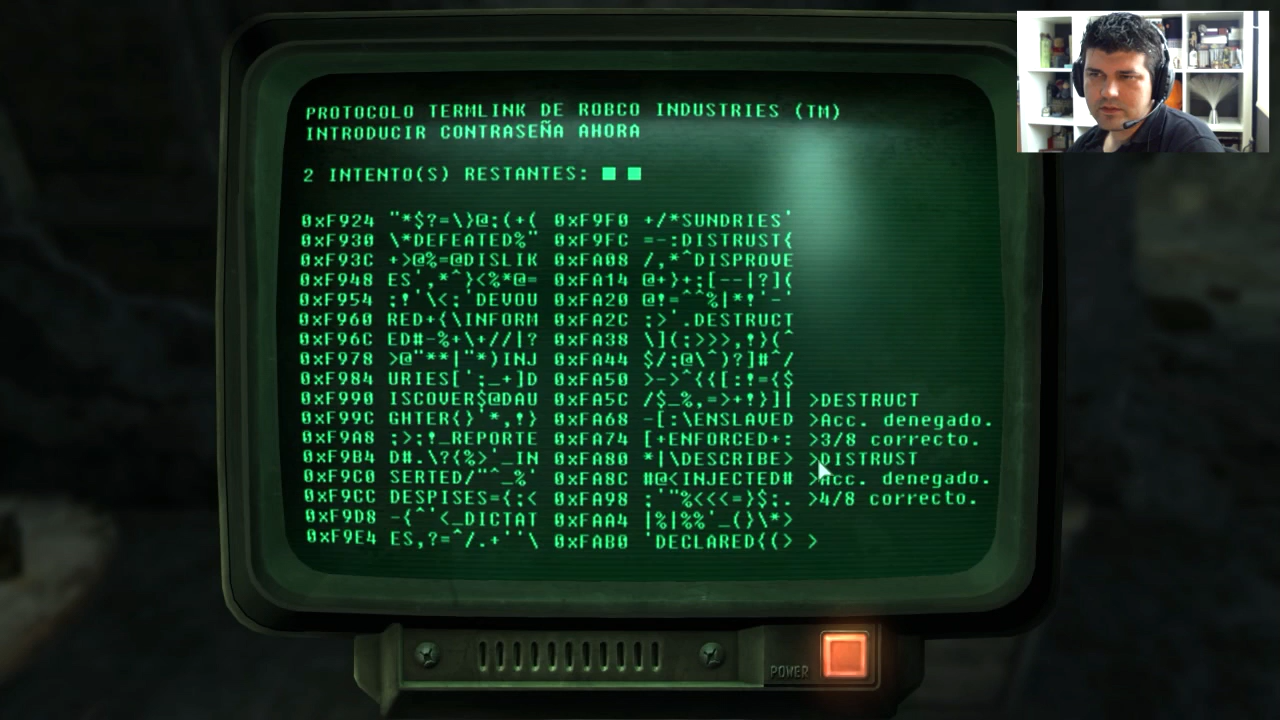 PROTOCOLO TERMLINK DE ROBCO INDUSTRIES (TM)
INTRODUCIR CONTRASEÑA AHORA
2 INTENTO(S) RESTANTES: ■ ■
0xF924 "*$?=\}@;(+( 0xF9F0 +/*SUNDRIES'
0xF930 \*DEFEATED%" 0xF9FC =-:DISTRUST{
0xF93C +>@%=@DISLIK 0xFA08 /,*^DISPROVE
0xF948 ES',*^}<%*@= 0xFA14 @+}+;[--|?](
0xF954 ;!'\<;'DEVOU 0xFA20 @!=^^%|*!'-'
0xF960 RED+{\INFORM 0xFA2C ;>'.DESTRUCT
0xF96C ED#-%+\+//|? 0xFA38 \](;>>>,!}(^
0xF978 >@"**|"*)INJ 0xFA44 $/;@\^)?]#^/
0xF984 URIES[';_+]D 0xFA50 >->^{{[:!={$
0xF990 ISCOVER$@DAU 0xFA5C /$_%,=>+!}]| >DESTRUCT
0xF99C GHTER{}'*,!} 0xFA68 -[:\ENSLAVED >Acc. denegado.
0xF9A8 ;>;!_REPORTE 0xFA74 [+ENFORCED+: >3/8 correcto.
0xF9B4 D#.\?{%>'_IN 0xFA80 *|\DESCRIBE> >DISTRUST
0xF9C0 SERTED/"^_%' 0xFA8C #@<INJECTED# >Acc. denegado.
0xF9CC DESPISES={;< 0xFA98 ;'"%<<<=}$;. >4/8 correcto.
0xF9D8 -{^'<_DICTAT 0xFAA4 |%|%%'_(}\*>
0xF9E4 ES,?=^/.+''\ 0xFAB0 'DECLARED{(> >
POWER